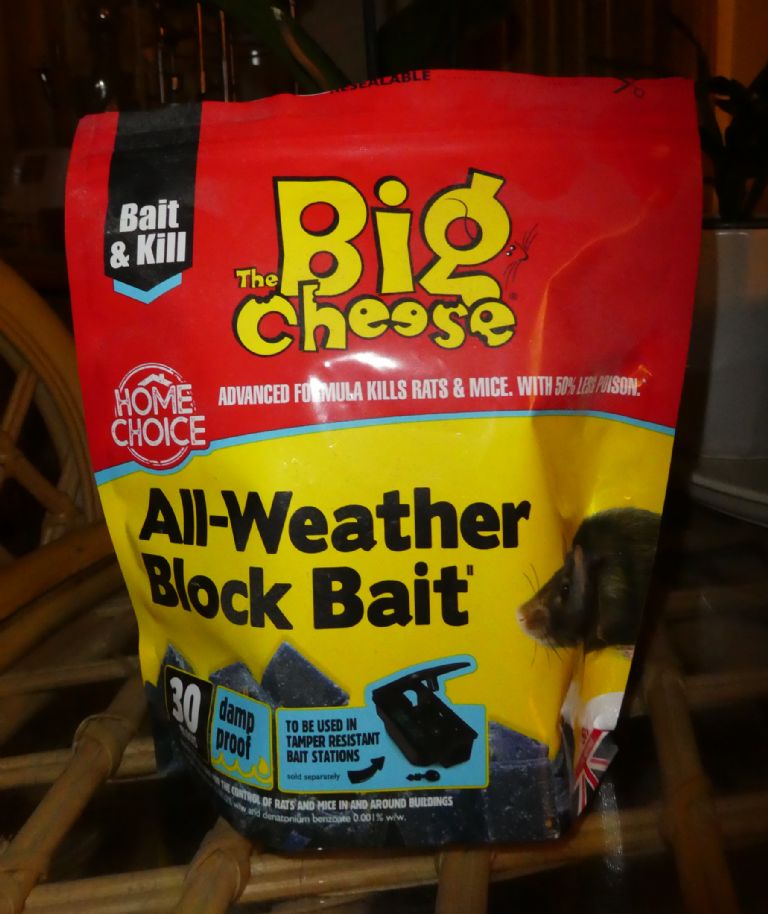 RESEALABLE
Bait
& Kill
The Big
Cheese
HOME
CHOICE
ADVANCED FORMULA KILLS RATS & MICE. WITH 50% LESS POISON.
All-Weather
Block Bait"
30
damp
proof
TO BE USED IN
TAMPER RESISTANT
BAIT STATIONS
sold separately
THE CONTROL OF RATS AND MICE IN AND AROUND BUILDINGS
w/w and denatonium benzoate 0.001% w/w.